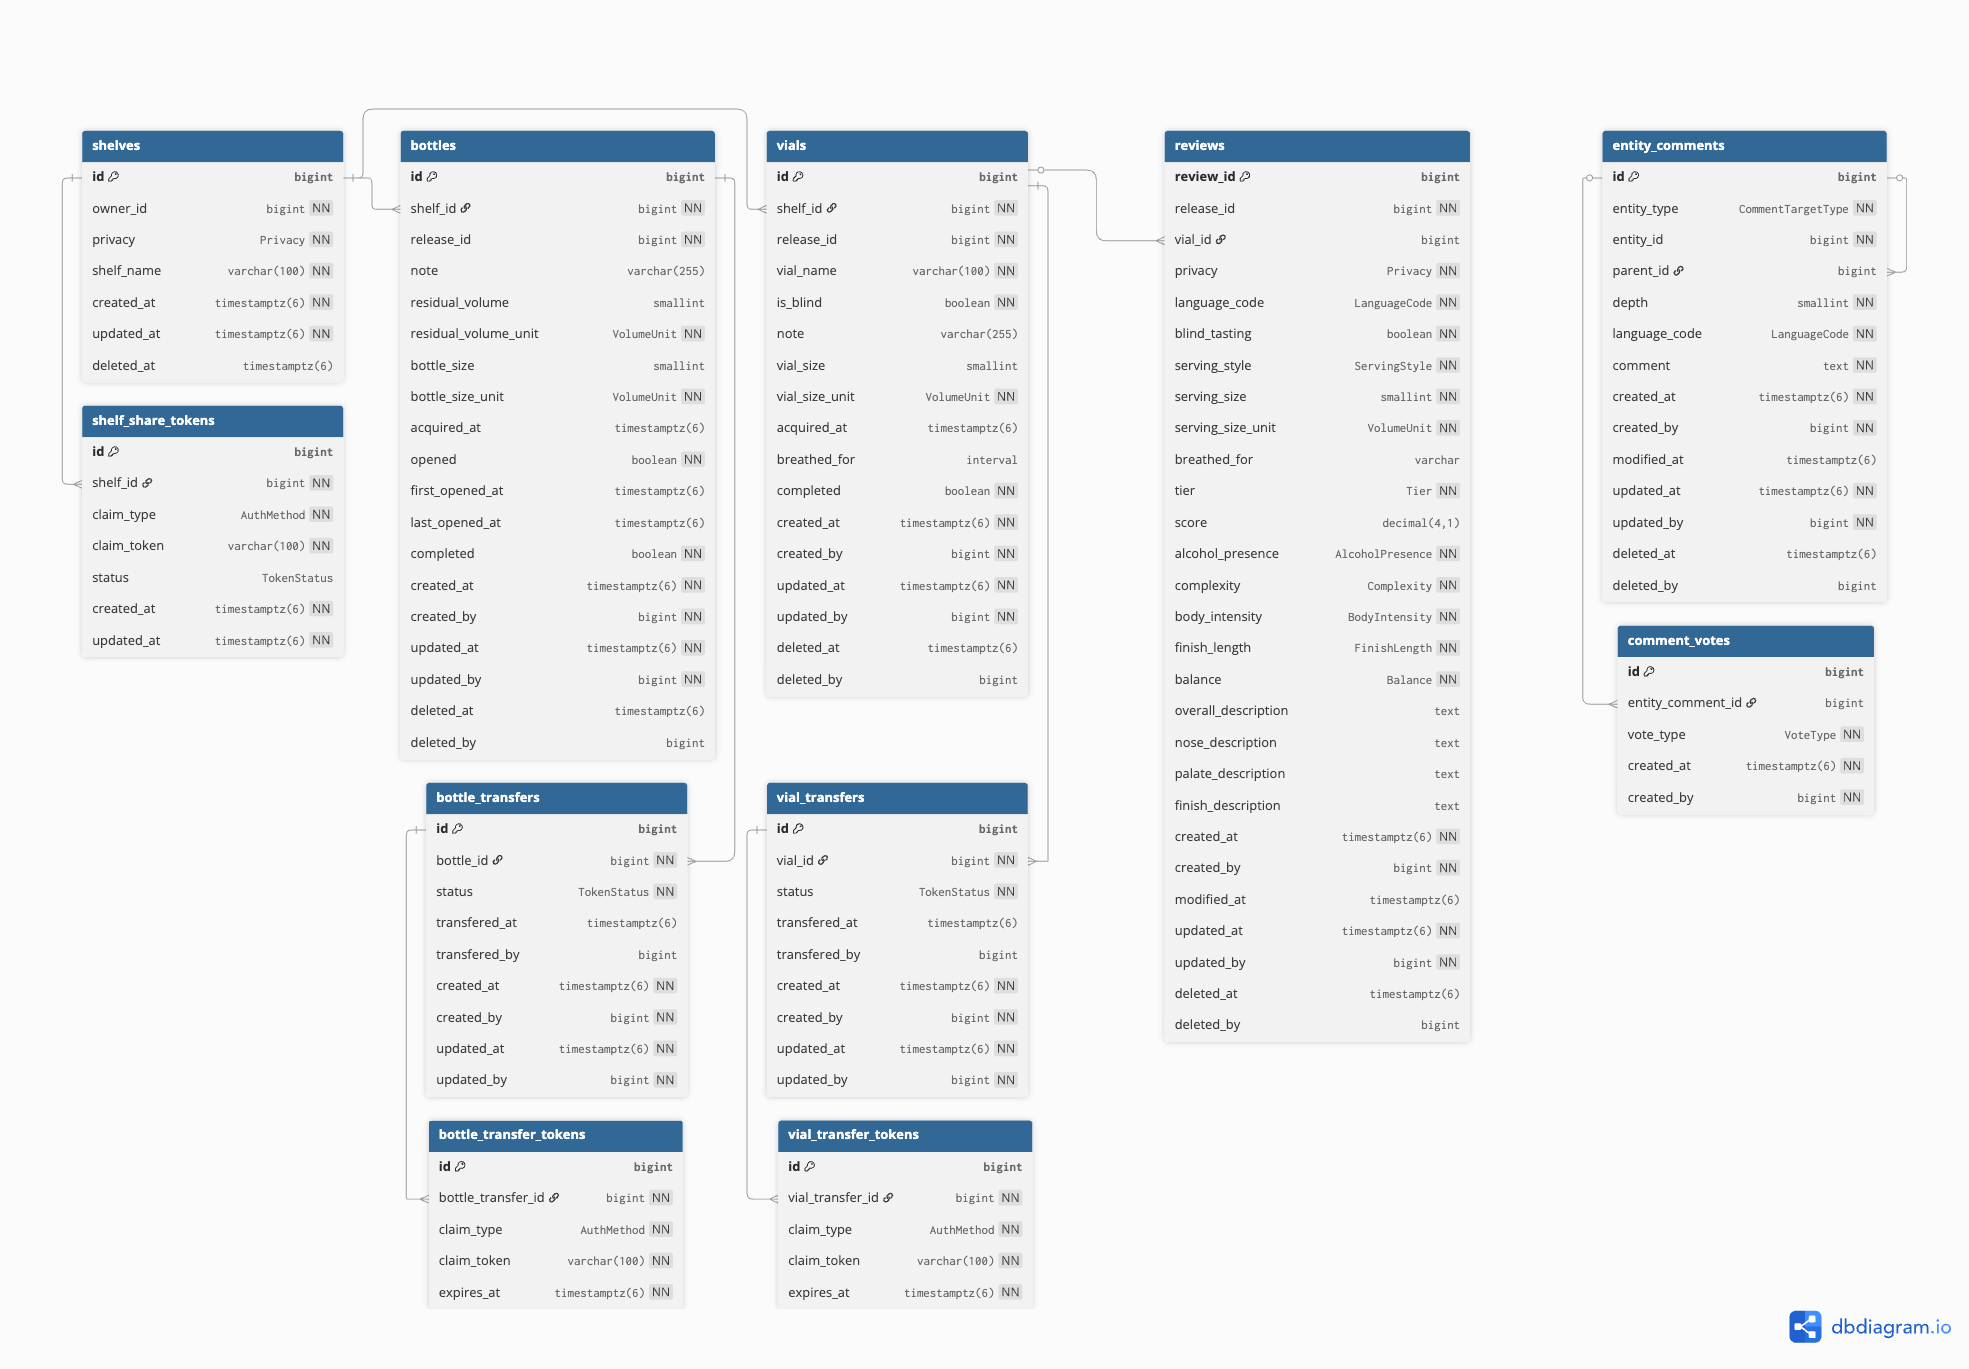 shelves
id bigint
owner_id bigint NN
privacy Privacy NN
shelf_name varchar(100) NN
created_at timestamptz(6) NN
updated_at timestamptz(6) NN
deleted_at timestamptz(6)
shelf_share_tokens
id bigint
shelf_id bigint NN
claim_type AuthMethod NN
claim_token varchar(100) NN
status TokenStatus
created_at timestamptz(6) NN
updated_at timestamptz(6) NN
bottles
id bigint
shelf_id bigint NN
release_id bigint NN
note varchar(255)
residual_volume smallint
residual_volume_unit VolumeUnit NN
bottle_size smallint
bottle_size_unit VolumeUnit NN
acquired_at timestamptz(6)
opened boolean NN
first_opened_at timestamptz(6)
last_opened_at timestamptz(6)
completed boolean NN
created_at timestamptz(6) NN
created_by bigint NN
updated_at timestamptz(6) NN
updated_by bigint NN
deleted_at timestamptz(6)
deleted_by bigint
bottle_transfers
id bigint
bottle_id bigint NN
status TokenStatus NN
transfered_at timestamptz(6)
transfered_by bigint
created_at timestamptz(6) NN
created_by bigint NN
updated_at timestamptz(6) NN
updated_by bigint NN
bottle_transfer_tokens
id bigint
bottle_transfer_id bigint NN
claim_type AuthMethod NN
claim_token varchar(100) NN
expires_at timestamptz(6) NN
vials
id bigint
shelf_id bigint NN
release_id bigint NN
vial_name varchar(100) NN
is_blind boolean NN
note varchar(255)
vial_size smallint
vial_size_unit VolumeUnit NN
acquired_at timestamptz(6)
breathed_for interval
completed boolean NN
created_at timestamptz(6) NN
created_by bigint NN
updated_at timestamptz(6) NN
updated_by bigint NN
deleted_at timestamptz(6)
deleted_by bigint
vial_transfers
id bigint
vial_id bigint NN
status TokenStatus NN
transfered_at timestamptz(6)
transfered_by bigint
created_at timestamptz(6) NN
created_by bigint NN
updated_at timestamptz(6) NN
updated_by bigint NN
vial_transfer_tokens
id bigint
vial_transfer_id bigint NN
claim_type AuthMethod NN
claim_token varchar(100) NN
expires_at timestamptz(6) NN
reviews
review_id bigint
release_id bigint NN
vial_id bigint
privacy Privacy NN
language_code LanguageCode NN
blind_tasting boolean NN
serving_style ServingStyle NN
serving_size smallint NN
serving_size_unit VolumeUnit NN
breathed_for varchar
tier Tier NN
score decimal(4,1)
alcohol_presence AlcoholPresence NN
complexity Complexity NN
body_intensity BodyIntensity NN
finish_length FinishLength NN
balance Balance NN
overall_description text
nose_description text
palate_description text
finish_description text
created_at timestamptz(6) NN
created_by bigint NN
modified_at timestamptz(6)
updated_at timestamptz(6) NN
updated_by bigint NN
deleted_at timestamptz(6)
deleted_by bigint
entity_comments
id bigint
entity_type CommentTargetType NN
entity_id bigint NN
parent_id bigint
depth smallint NN
language_code LanguageCode NN
comment text NN
created_at timestamptz(6) NN
created_by bigint NN
modified_at timestamptz(6)
updated_at timestamptz(6) NN
updated_by bigint NN
deleted_at timestamptz(6)
deleted_by bigint
comment_votes
id bigint
entity_comment_id bigint
vote_type VoteType NN
created_at timestamptz(6) NN
created_by bigint NN
dbdiagram.io